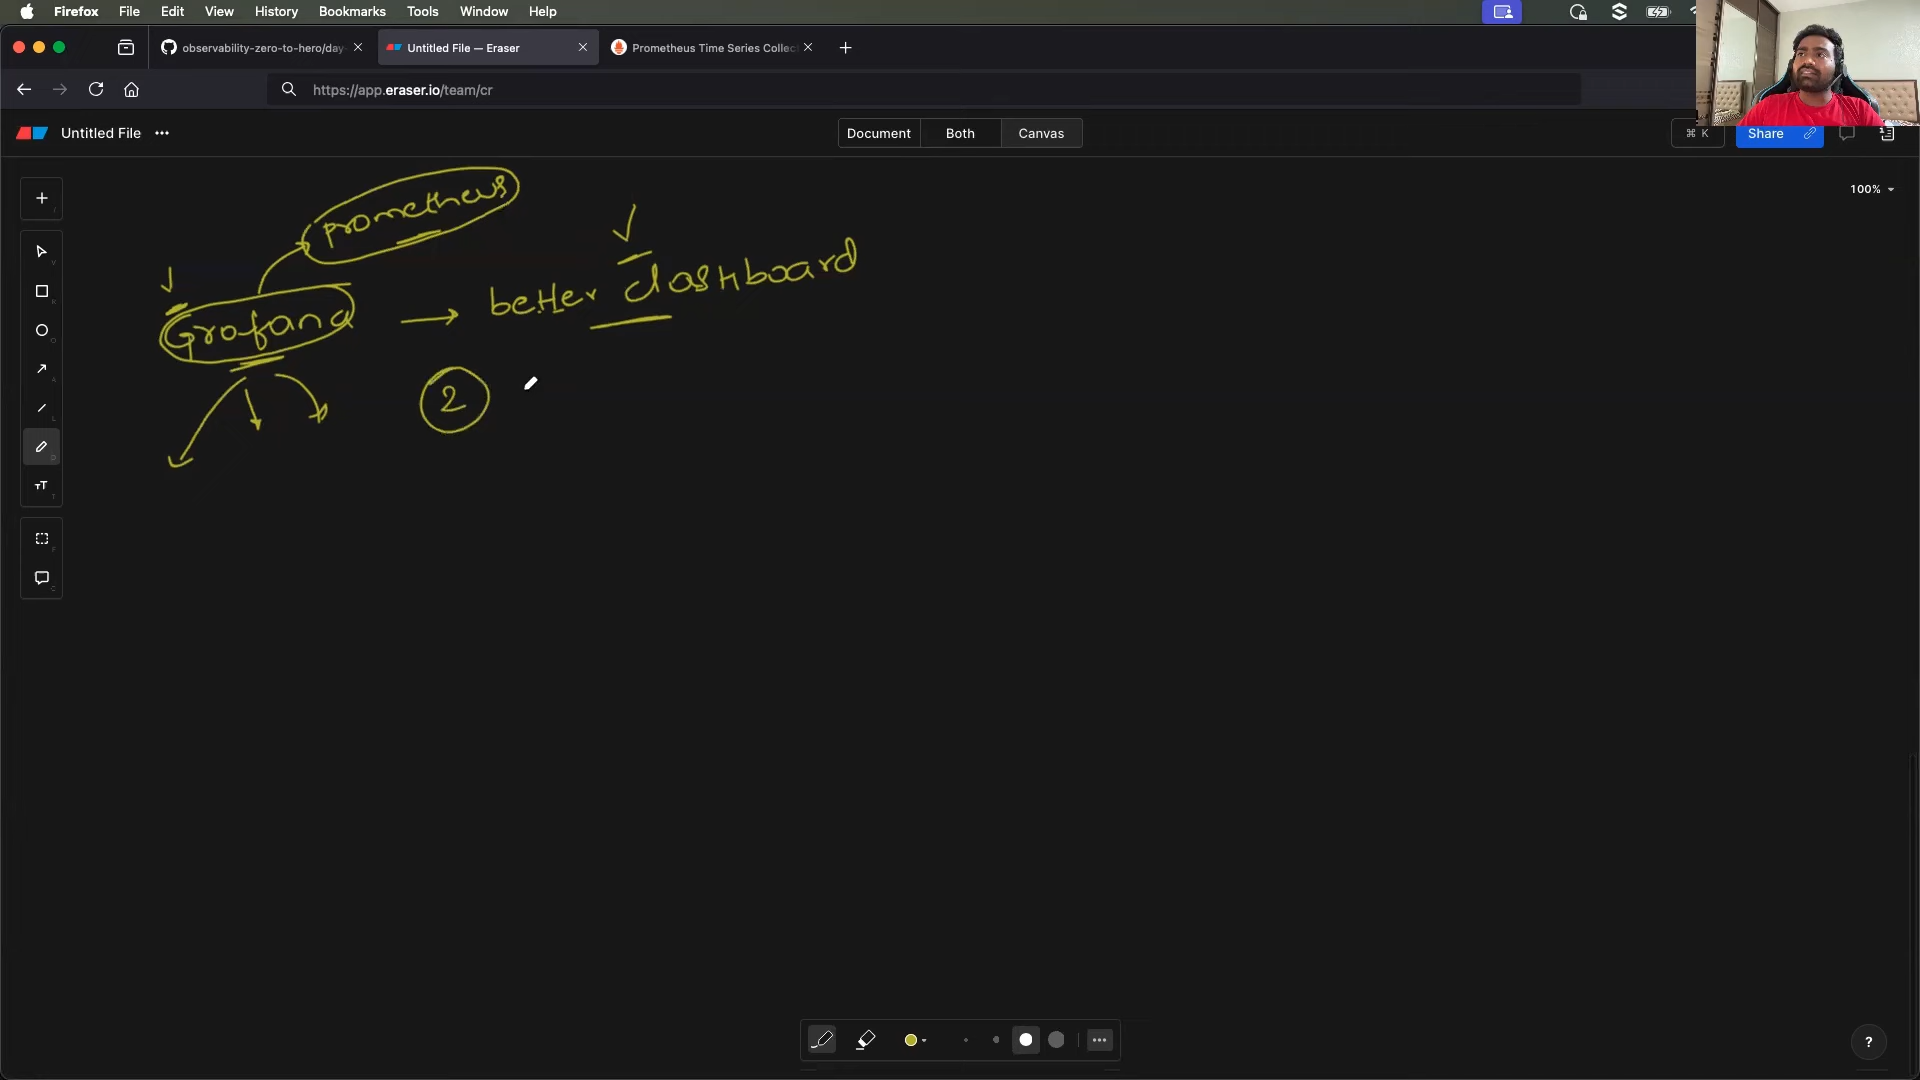 Firefox File Edit View History Bookmarks Tools Window Help
observability-zero-to-hero/day- Untitled File — Eraser Prometheus Time Series Collec
https://app.eraser.io/team/cr
Untitled File ... Document Both Canvas ⌘ K Share
100%
prometheus
Grafana → better dashboard
2
TT
?